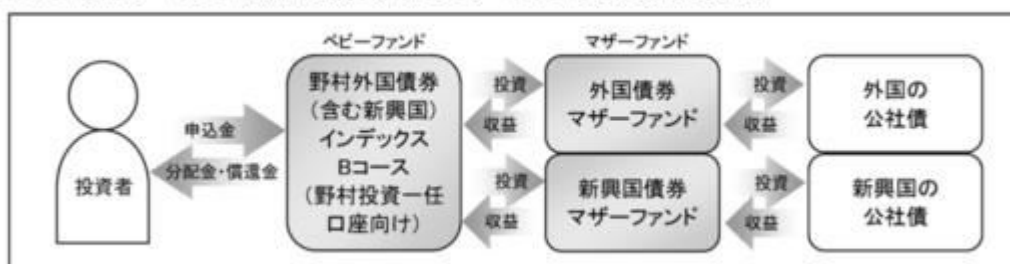 ベビーファンド
マザーファンド
投資者
申込金
分配金・償還金
野村外国債券
(含む新興国)
インデックス
Bコース
(野村投資一任
口座向け)
投資
収益
外国債券
マザーファンド
投資
収益
外国の
公社債
投資
収益
新興国債券
マザーファンド
投資
収益
新興国の
公社債